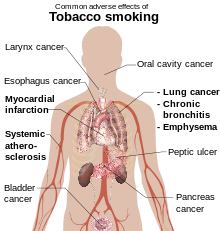 Common adverse effects of
Tobacco smoking
Larynx cancer
Oral cavity cancer
Esophagus cancer
Myocardial
infarction
- Lung cancer
- Chronic
bronchitis
- Emphysema
Systemic
athero-
sclerosis
Peptic ulcer
Bladder
cancer
Pancreas
cancer